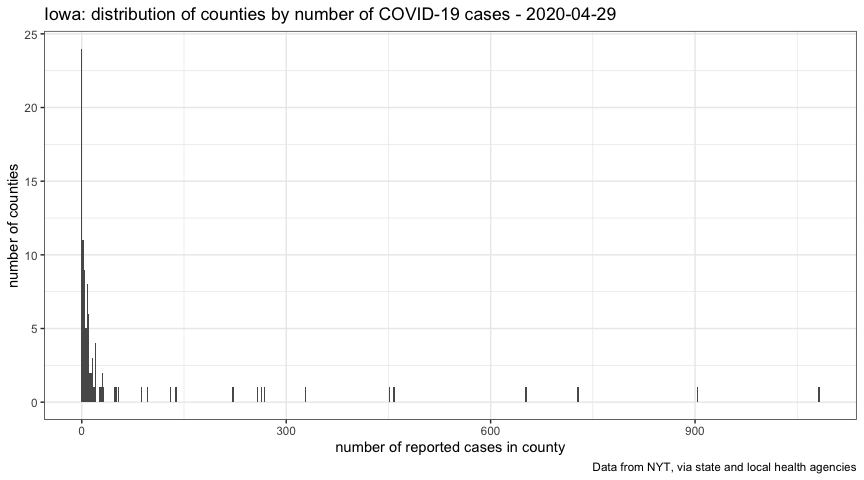 Iowa: distribution of counties by number of COVID-19 cases - 2020-04-29
25
20
15
10
5
0
number of counties
0 300 600 900
number of reported cases in county
Data from NYT, via state and local health agencies